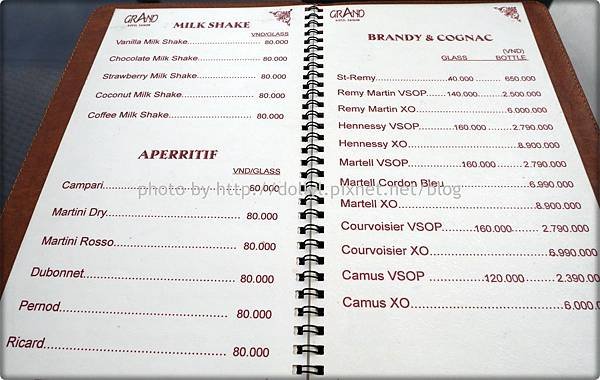 GRAND
HOTEL SAIGON
MILK SHAKE
VND/GLASS
Vanilla Milk Shake........................ 80.000
Chocolate Milk Shake................... 80.000
Strawberry Milk Shake.................. 80.000
Coconut Milk Shake...................... 80.000
Coffee Milk Shake......................... 80.000
APERRITIF
VND/GLASS
Campari........................................ 80.000
Martini Dry..................................... 80.000
Martini Rosso................................. 80.000
Dubonnet....................................... 80.000
Pernod........................................... 80.000
Ricard............................................ 80.000
GRAND
HOTEL SAIGON
BRANDY & COGNAC
(VND)
GLASS BOTTLE
St-Remy........................ 40.000 ........... 650.000
Remy Martin VSOP.......140.000..........2.500.000
Remy Martin XO..............................6.000.000
Hennessy VSOP...........160.000..........2.790.000
Hennessy XO...................................8.900.000
Martell VSOP................160.000..........2.790.000
Martell Cordon Bleu.........................6.990.000
Martell XO........................................8.900.000
Courvoisier VSOP.........160.000......... 2.790.000
Courvoisier XO................................6.990.000
Camus VSOP ...............120.000..........2.390.00
Camus XO.......................................6.000.
photo by http://dolxx.pixnet.net/blog